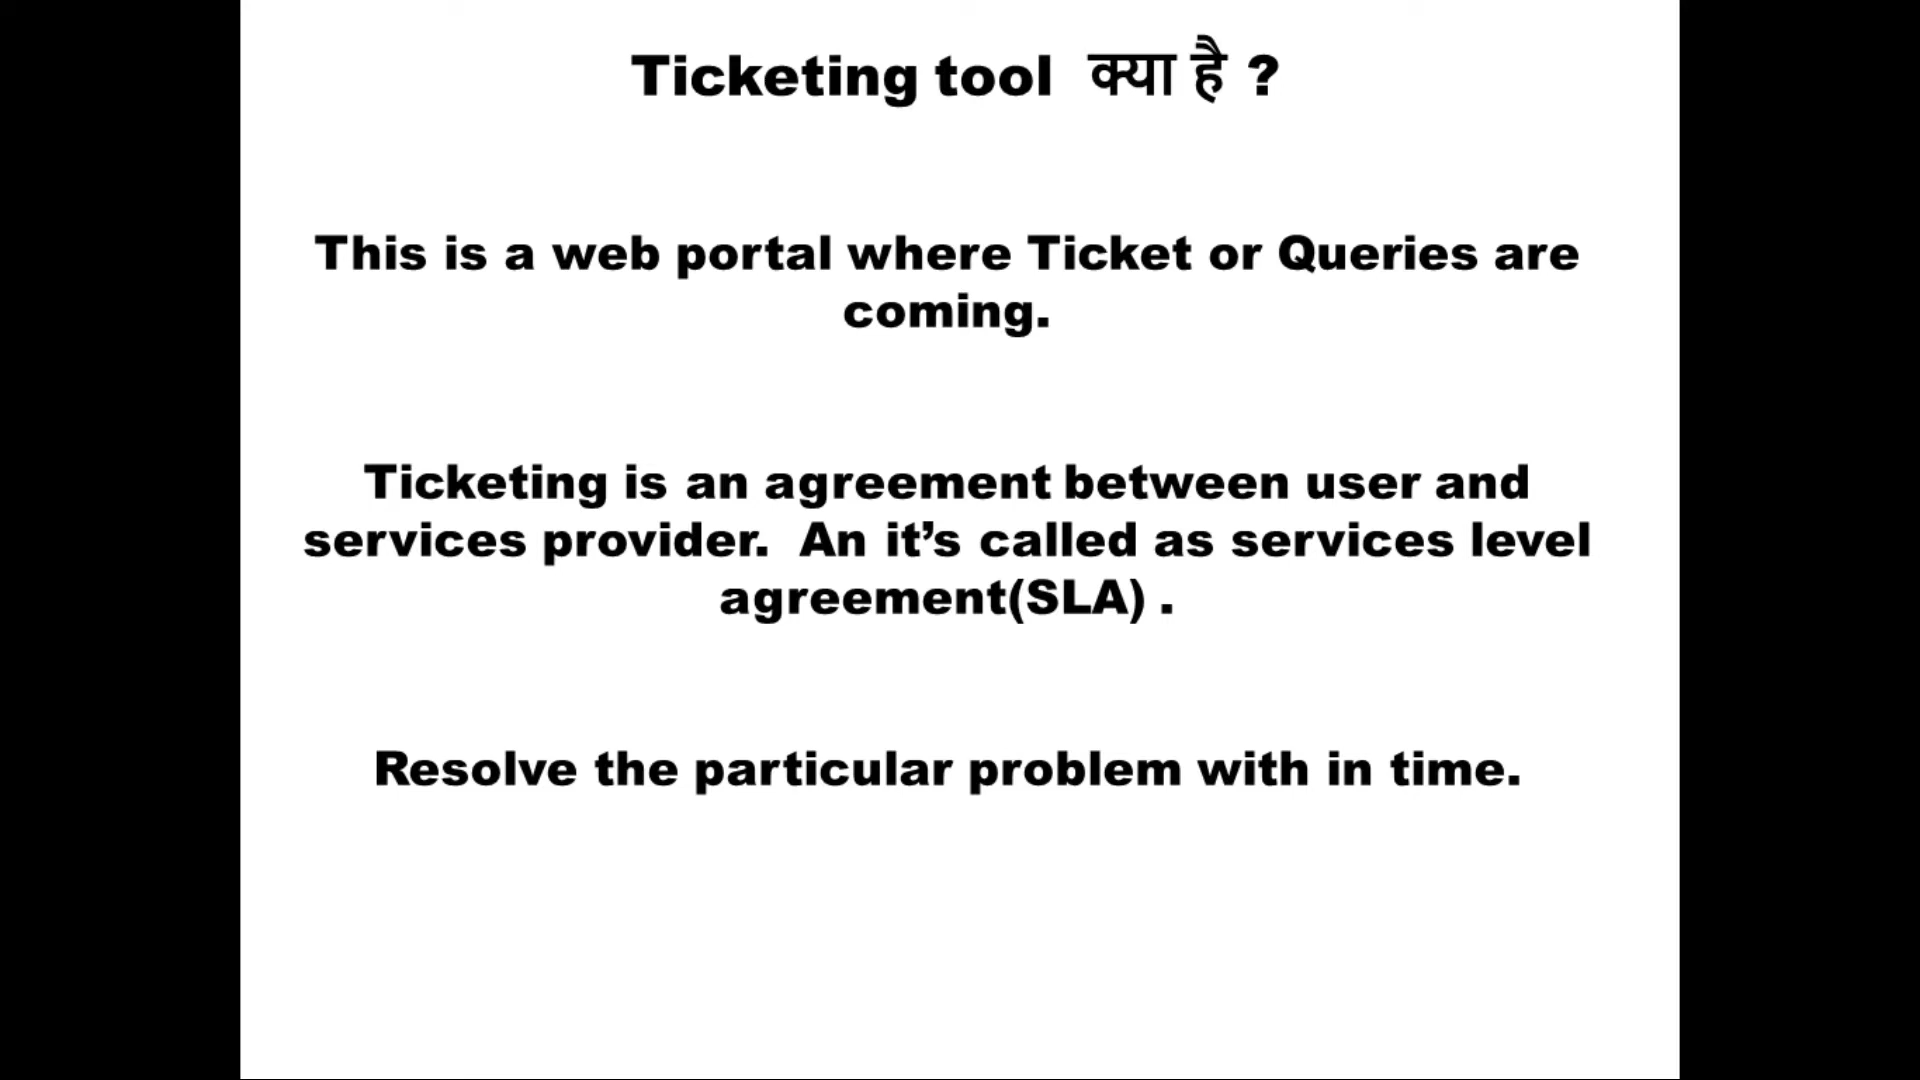 Ticketing tool क्या है ?
This is a web portal where Ticket or Queries are
coming.
Ticketing is an agreement between user and
services provider.  An it’s called as services level
agreement(SLA) .
Resolve the particular problem with in time.